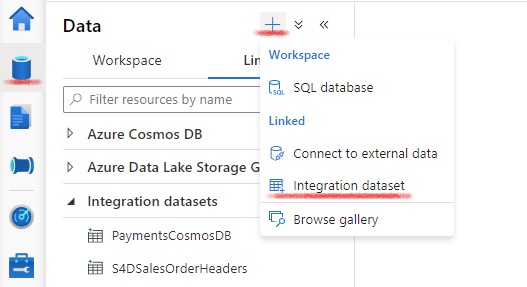 Data
Workspace
Lin
Filter resources by name
Azure Cosmos DB
Azure Data Lake Storage G
Integration datasets
PaymentsCosmosDB
S4DSalesOrderHeaders
Workspace
SQL database
Linked
Connect to external data
Integration dataset
Browse gallery